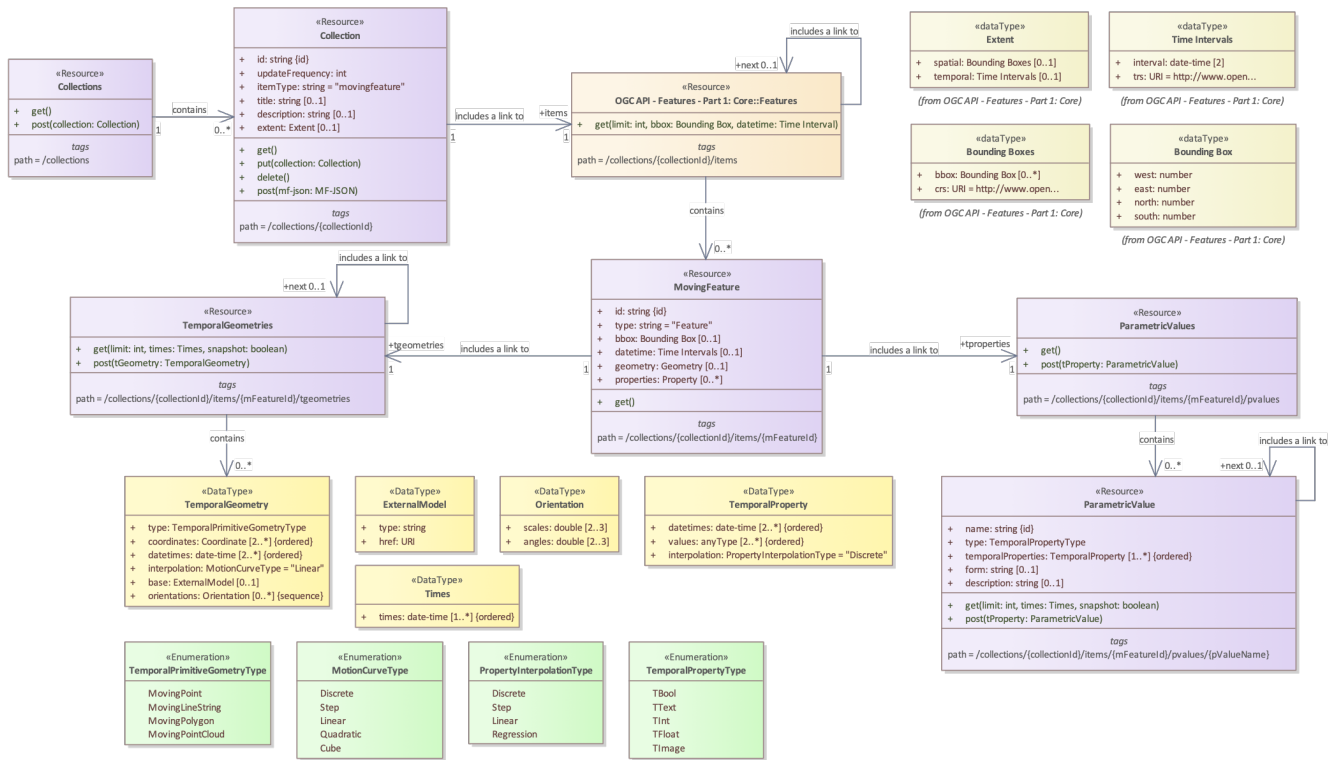 «Resource»
Collections
+ get()
+ post(collection: Collection)
tags
path = /collections
contains
1
0..*
«Resource»
Collection
+ id: string {id}
+ updateFrequency: int
+ itemType: string = "movingfeature"
+ title: string [0..1]
+ description: string [0..1]
+ extent: Extent [0..1]
+ get()
+ put(collection: Collection)
+ delete()
+ post(mf-json: MF-JSON)
tags
path = /collections/{collectionId}
includes a link to
1
+items
1
includes a link to
+next 0..1
«Resource»
OGC API - Features - Part 1: Core::Features
+ get(limit: int, bbox: Bounding Box, datetime: Time Interval)
tags
path = /collections/{collectionId}/items
contains
0..*
«dataType»
Extent
+ spatial: Bounding Boxes [0..1]
+ temporal: Time Intervals [0..1]
(from OGC API - Features - Part 1: Core)
«dataType»
Time Intervals
+ interval: date-time [2]
+ trs: URI = http://www.open...
(from OGC API - Features - Part 1: Core)
«dataType»
Bounding Boxes
+ bbox: Bounding Box [0..*]
+ crs: URI = http://www.open...
(from OGC API - Features - Part 1: Core)
«dataType»
Bounding Box
+ west: number
+ east: number
+ north: number
+ south: number
(from OGC API - Features - Part 1: Core)
includes a link to
+next 0..1
«Resource»
TemporalGeometries
+ get(limit: int, times: Times, snapshot: boolean)
+ post(tGeometry: TemporalGeometry)
tags
path = /collections/{collectionId}/items/{mFeatureId}/tgeometries
+tgeometries
1
includes a link to
1
«Resource»
MovingFeature
+ id: string {id}
+ type: string = "Feature"
+ bbox: Bounding Box [0..1]
+ datetime: Time Intervals [0..1]
+ geometry: Geometry [0..1]
+ properties: Property [0..*]
+ get()
tags
path = /collections/{collectionId}/items/{mFeatureId}
1
includes a link to
+tproperties
1
«Resource»
ParametricValues
+ get()
+ post(tProperty: ParametricValue)
tags
path = /collections/{collectionId}/items/{mFeatureId}/pvalues
contains
0..*
contains
0..*
includes a link to
+next 0..1
«DataType»
TemporalGeometry
+ type: TemporalPrimitiveGometryType
+ coordinates: Coordinate [2..*] {ordered}
+ datetimes: date-time [2..*] {ordered}
+ interpolation: MotionCurveType = "Linear"
+ base: ExternalModel [0..1]
+ orientations: Orientation [0..*] {sequence}
«DataType»
ExternalModel
+ type: string
+ href: URI
«DataType»
Orientation
+ scales: double [2..3]
+ angles: double [2..3]
«DataType»
TemporalProperty
+ datetimes: date-time [2..*] {ordered}
+ values: anyType [2..*] {ordered}
+ interpolation: PropertyInterpolationType = "Discrete"
«DataType»
Times
+ times: date-time [1..*] {ordered}
«Resource»
ParametricValue
+ name: string {id}
+ type: TemporalPropertyType
+ temporalProperties: TemporalProperty [1..*] {ordered}
+ form: string [0..1]
+ description: string [0..1]
+ get(limit: int, times: Times, snapshot: boolean)
+ post(tProperty: ParametricValue)
tags
path = /collections/{collectionId}/items/{mFeatureId}/pvalues/{pValueName}
«Enumeration»
TemporalPrimitiveGometryType
MovingPoint
MovingLineString
MovingPolygon
MovingPointCloud
«Enumeration»
MotionCurveType
Discrete
Step
Linear
Quadratic
Cube
«Enumeration»
PropertyInterpolationType
Discrete
Step
Linear
Regression
«Enumeration»
TemporalPropertyType
TBool
TText
TInt
TFloat
TImage